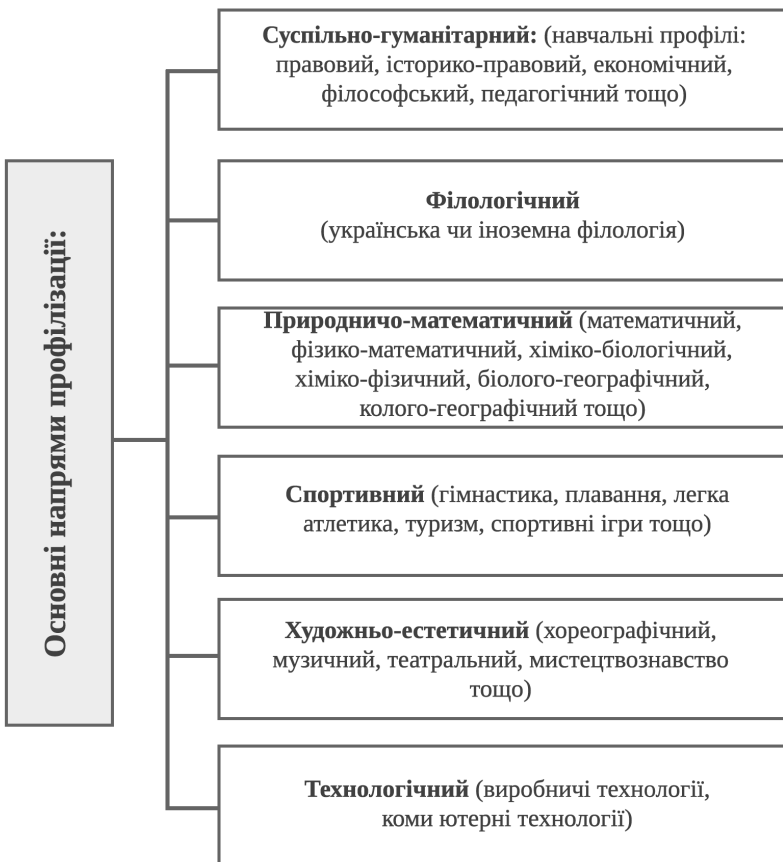 Основні напрями профілізації:
Суспільно-гуманітарний: (навчальні профілі:
правовий, історико-правовий, економічний,
філософський, педагогічний тощо)
Філологічний
(українська чи іноземна філологія)
Природничо-математичний (математичний,
фізико-математичний, хіміко-біологічний,
хіміко-фізичний, біолого-географічний,
колого-географічний тощо)
Спортивний (гімнастика, плавання, легка
атлетика, туризм, спортивні ігри тощо)
Художньо-естетичний (хореографічний,
музичний, театральний, мистецтвознавство
тощо)
Технологічний (виробничі технології,
коми ютерні технології)